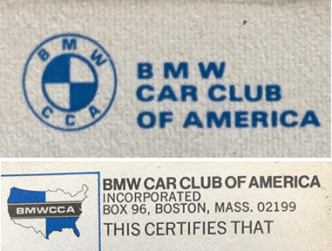 BMW
CCA
BMW
CAR CLUB
OF AMERICA
BMWCCA
BMW CAR CLUB OF AMERICA
INCORPORATED
BOX 96, BOSTON, MASS. 02199
THIS CERTIFIES THAT